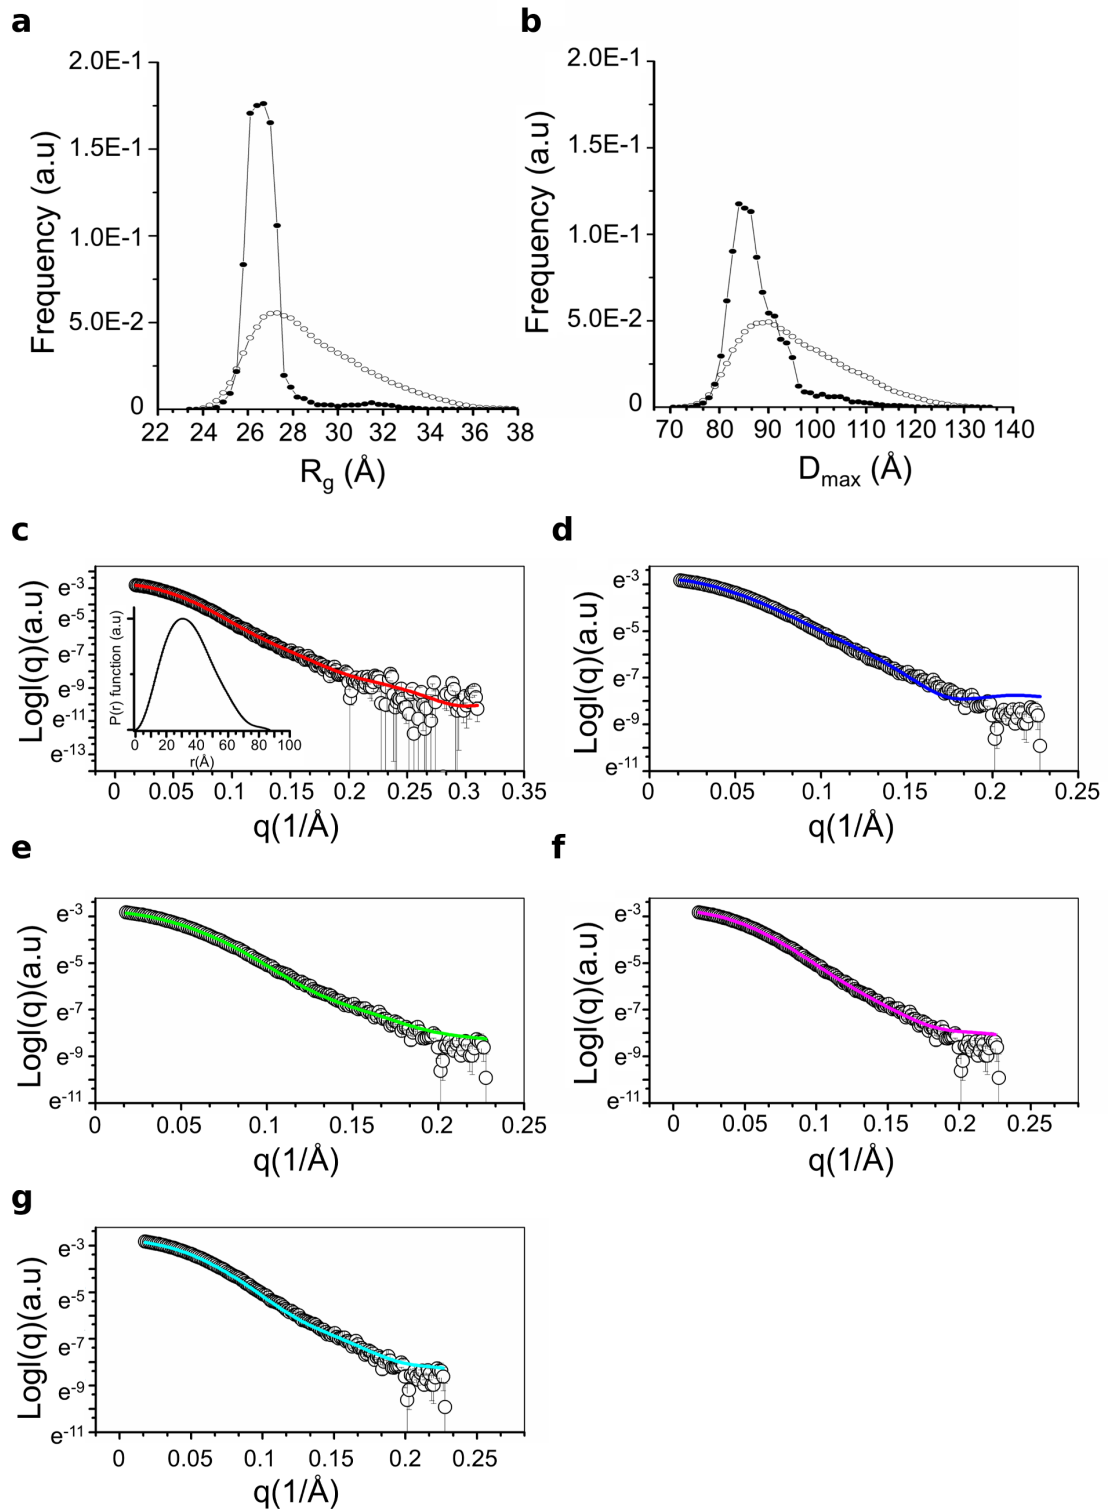 a
Frequency (a.u)
2.0E-1
1.5E-1
1.0E-1
5.0E-2
0
22 24 26 28 30 32 34 36 38
Rg (Å)
b
Frequency (a.u)
2.0E-1
1.5E-1
1.0E-1
5.0E-2
0
70 80 90 100 110 120 130 140
Dmax (Å)
c
LogI(q)(a.u)
e-3
e-5
e-7
e-9
e-11
e-13
P(r) function (a.u)
0 20 40 60 80 100
r(Å)
0 0.05 0.1 0.15 0.2 0.25 0.3 0.35
q(1/Å)
d
LogI(q)(a.u)
e-3
e-5
e-7
e-9
e-11
0 0.05 0.1 0.15 0.2 0.25
q(1/Å)
e
LogI(q)(a.u)
e-3
e-5
e-7
e-9
e-11
0 0.05 0.1 0.15 0.2 0.25
q(1/Å)
f
LogI(q)(a.u)
e-3
e-5
e-7
e-9
e-11
0 0.05 0.1 0.15 0.2 0.25
q(1/Å)
g
LogI(q)(a.u)
e-3
e-5
e-7
e-9
e-11
0 0.05 0.1 0.15 0.2 0.25
q(1/Å)